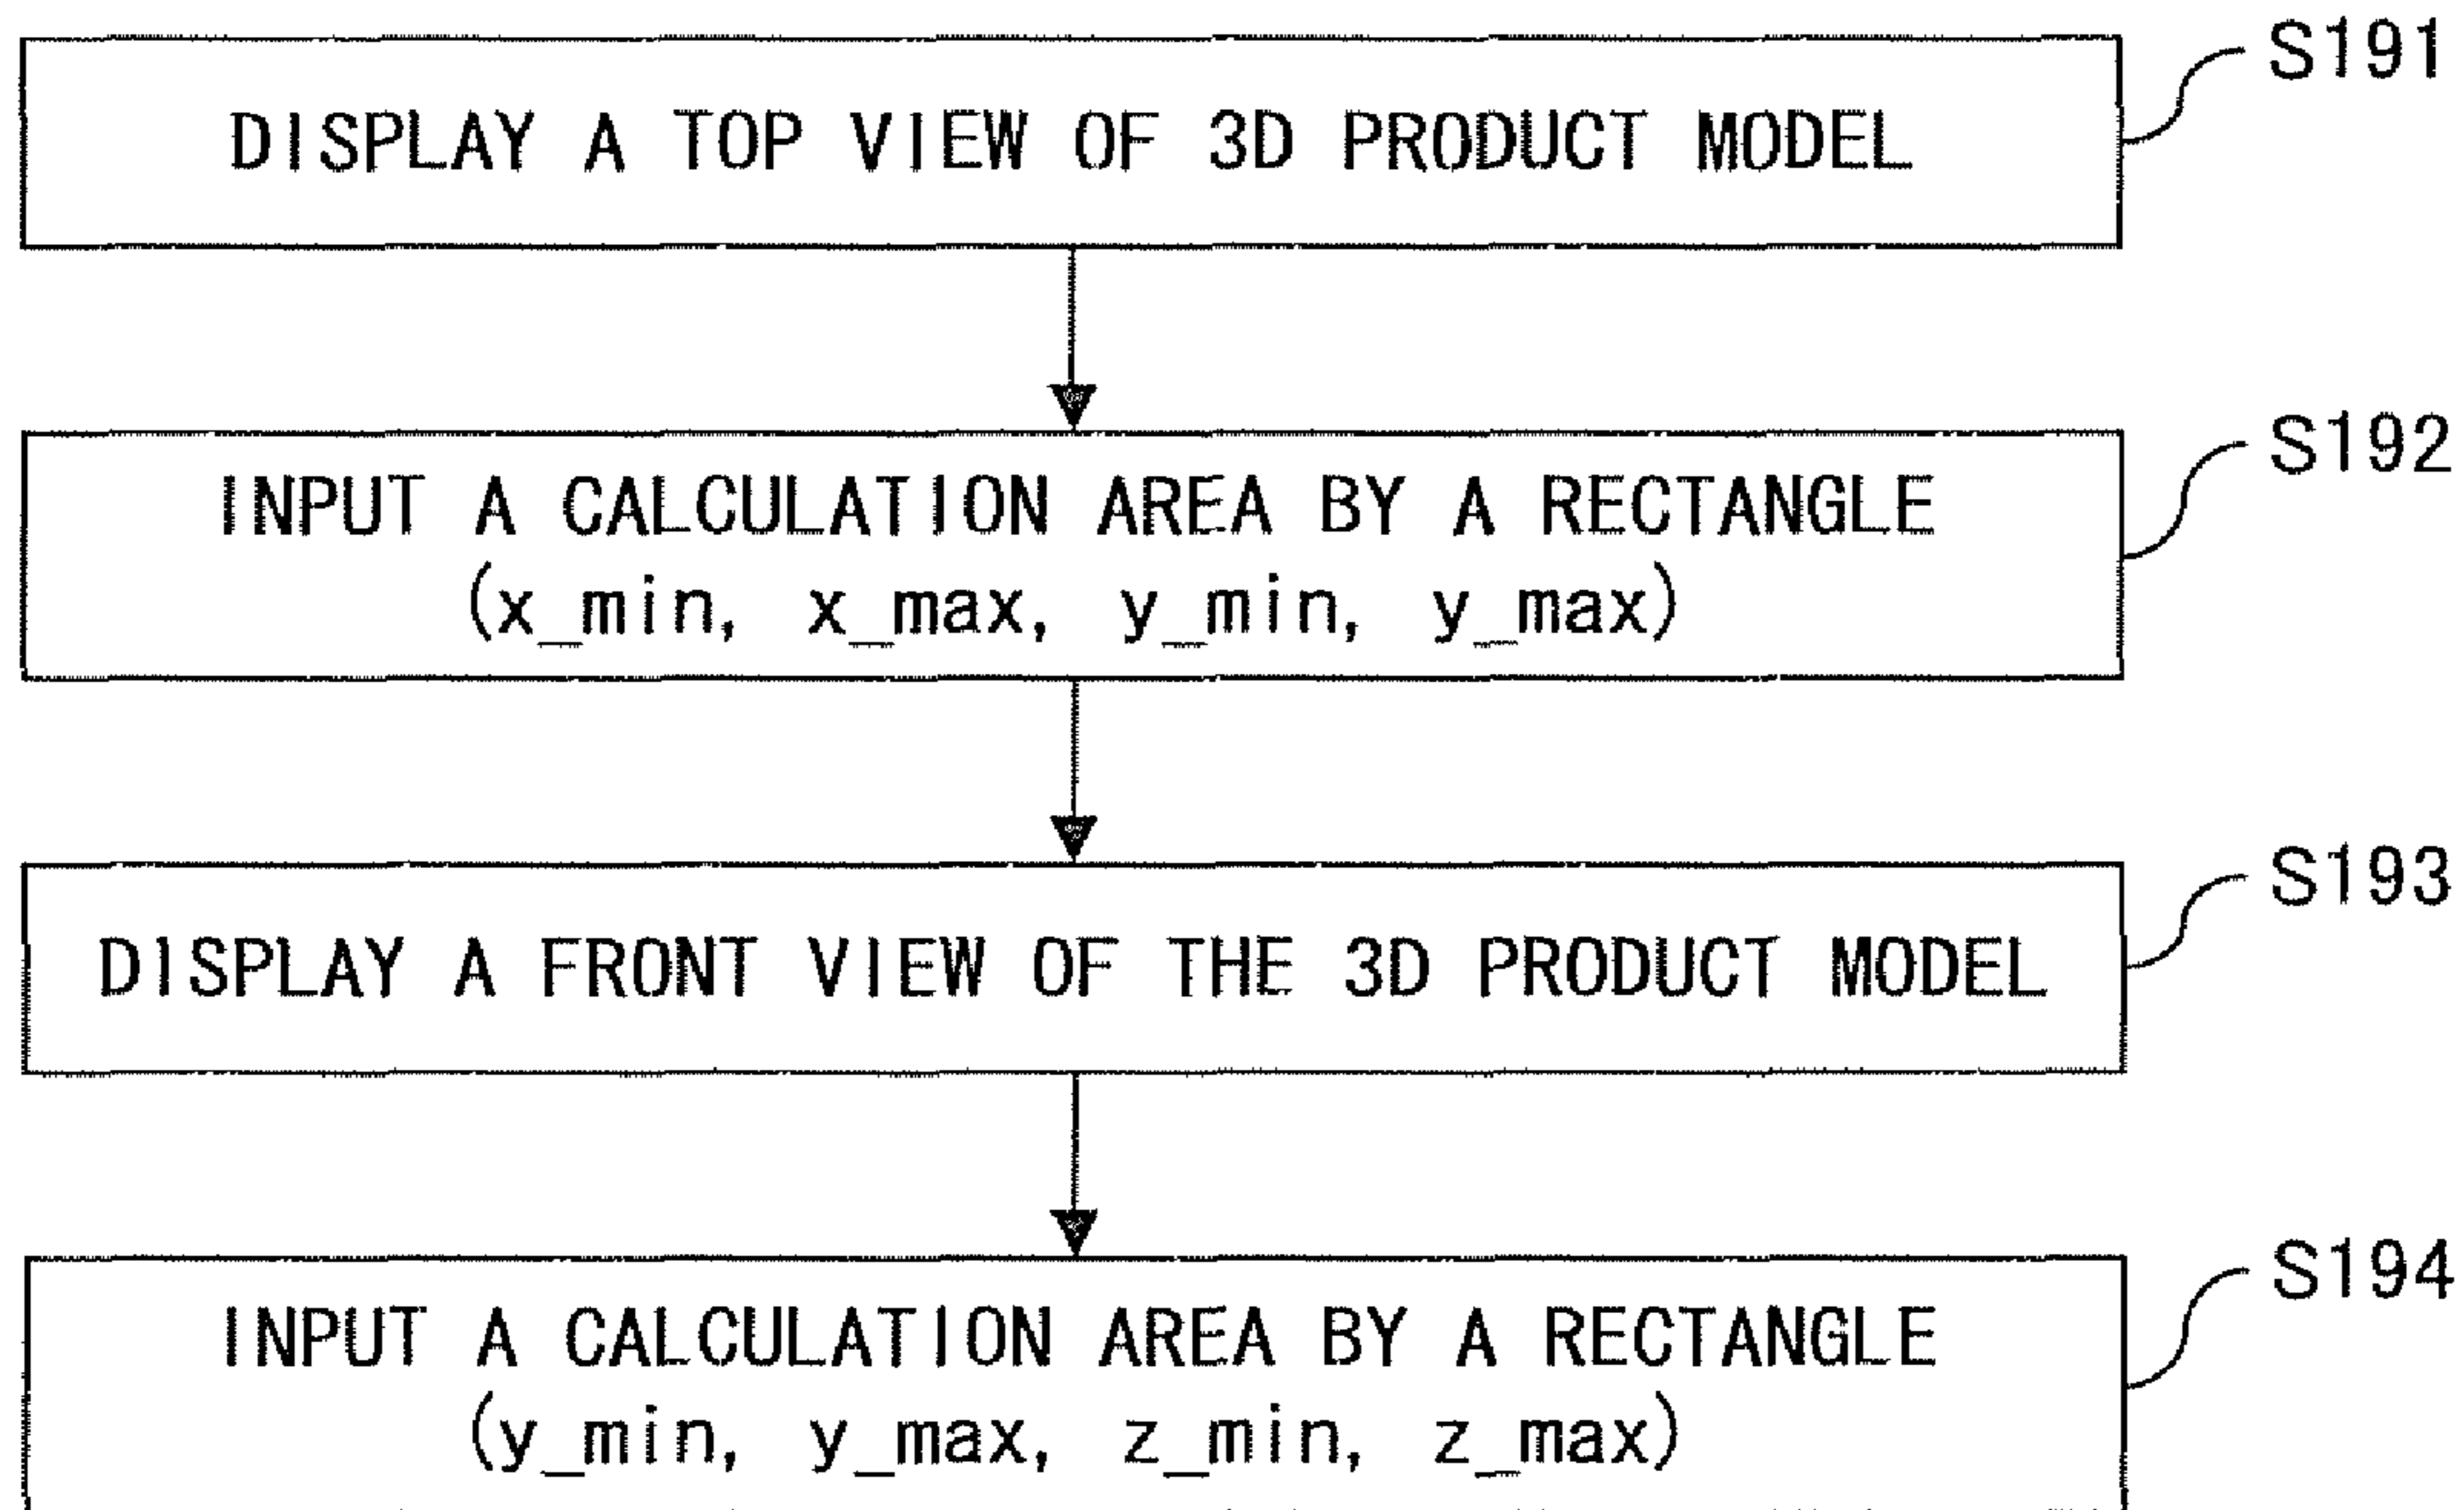 S191
DISPLAY A TOP VIEW OF 3D PRODUCT MODEL
S192
INPUT A CALCULATION AREA BY A RECTANGLE
(x_min, x_max, y_min, y_max)
S193
DISPLAY A FRONT VIEW OF THE 3D PRODUCT MODEL
S194
INPUT A CALCULATION AREA BY A RECTANGLE
(y_min, y_max, z_min, z_max)